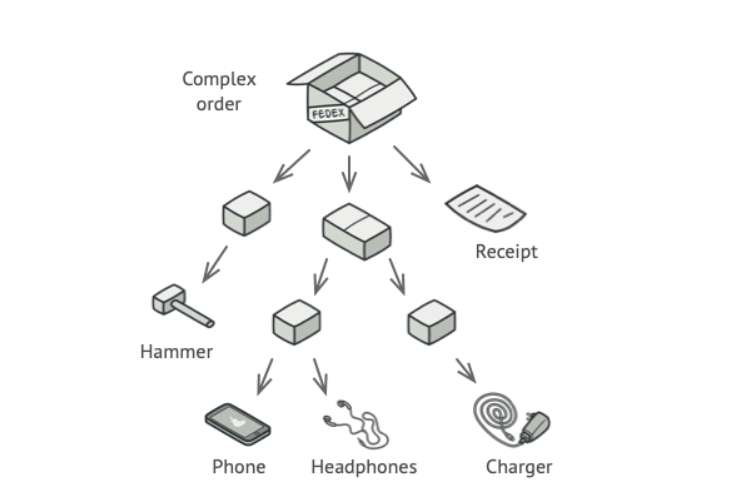 Complex
order
FEDEX
Receipt
Hammer
Phone
Headphones
Charger